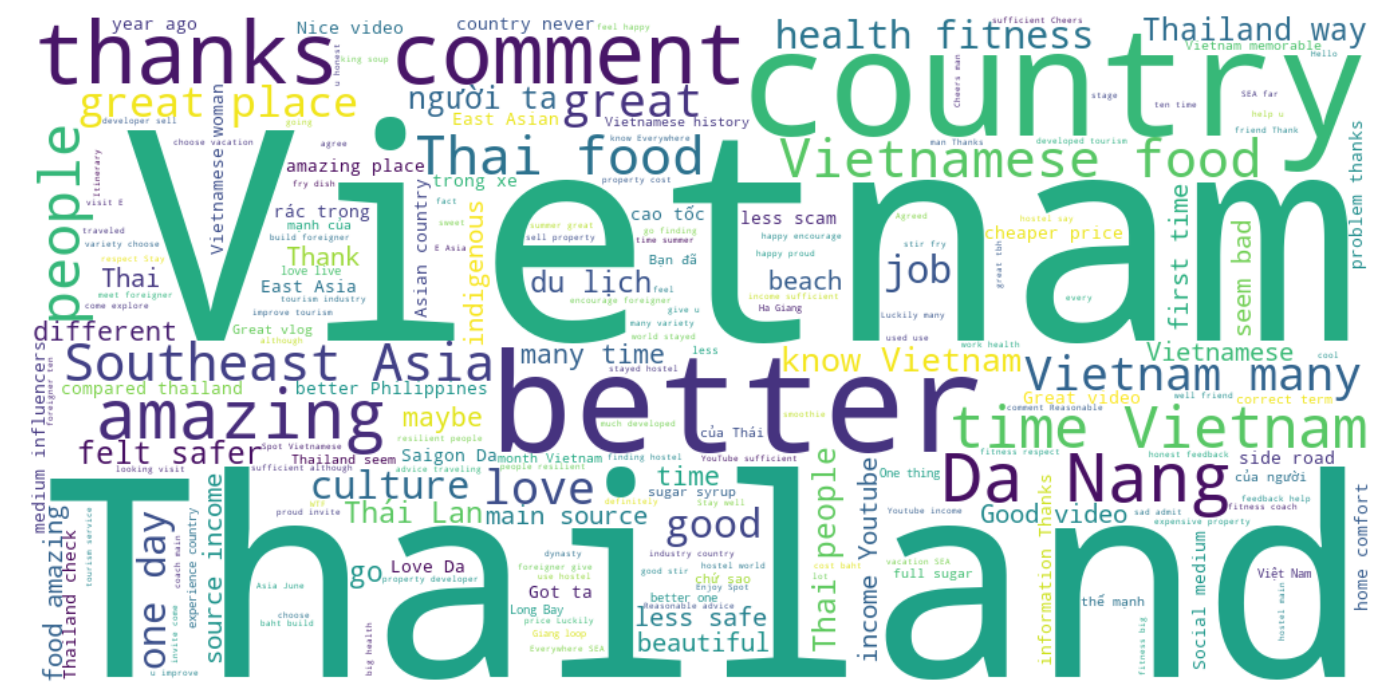 thanks
comment
country
Vietnam
better
Thailand
year ago
Nice video
country never
feel happy
sufficient Cheers
health fitness
Thailand way
Vietnam memorable
Hello
king soup
u honest
great place
người ta
great
developer sell
going
East Asian
Vietnamese history
Cheers man
stage
ten time
SEA far
help u
friend Thank
man Thanks
developed tourism
choose vacation
agree
know Everywhere
people
Vietnamese woman
amazing place
Thai food
Vietnamese food
Itinerary
fry dish
property cost
trong xe
visit E
fact
rác trong
mạnh của
sweet
Asian country
indigenous
cao tốc
less scam
Agreed
hostel say
first time
problem thanks
traveled
variety choose
build foreigner
summer great
go finding
sell property
time summer
happy encourage
stir fry
cheaper price
respect Stay
Thank
E Asia
Bạn đã
happy proud
great tbh
seem bad
Thai
love live
East Asia
du lịch
feel
beach
job
every
meet foreigner
tourism industry
encourage foreigner
income sufficient
come explore
improve tourism
give u
Ha Giang
Luckily many
many variety
different
Great vlog
although
world stayed
used use
work health
medium influencers
foreigner ten
Southeast Asia
many time
less
know Vietnam
Vietnamese
cool
stayed hostel
Vietnam many
compared thailand
better Philippines
well friend
Great video
correct term
amazing
maybe
smoothie
comment Reasonable
time Vietnam
much developed
resilient people
của Thái
felt safer
Spot Vietnamese
Thailand seem
Saigon Da
month Vietnam
finding hostel
YouTube sufficient
fitness respect
honest feedback
side road
looking visit
sufficient although
advice traveling
people resilient
time
One thing
Da Nang
của người
culture
love
sugar syrup
feedback help
fitness coach
WTF
proud invite
definitely
Stay well
Thai people
income Youtube
Youtube income
Good video
sad admit
expensive property
Thái Lan
main source
good
food amazing
Thailand check
tourism service
one day
coach main
invite come
experience country
source income
industry country
information Thanks
Social medium
home comfort
dynasty
hostel world
vacation SEA
cost baht
go
Love Da
foreigner give
good stir
full sugar
Việt Nam
Asia June
property developer
use hostel
chứ sao
lot
choose
Got ta
Enjoy Spot
better one
thế mạnh
hostel main
baht build
Long Bay
price Luckily
Reasonable advice
less safe
fitness big
big health
Giang loop
Everywhere SEA
beautiful
u improve